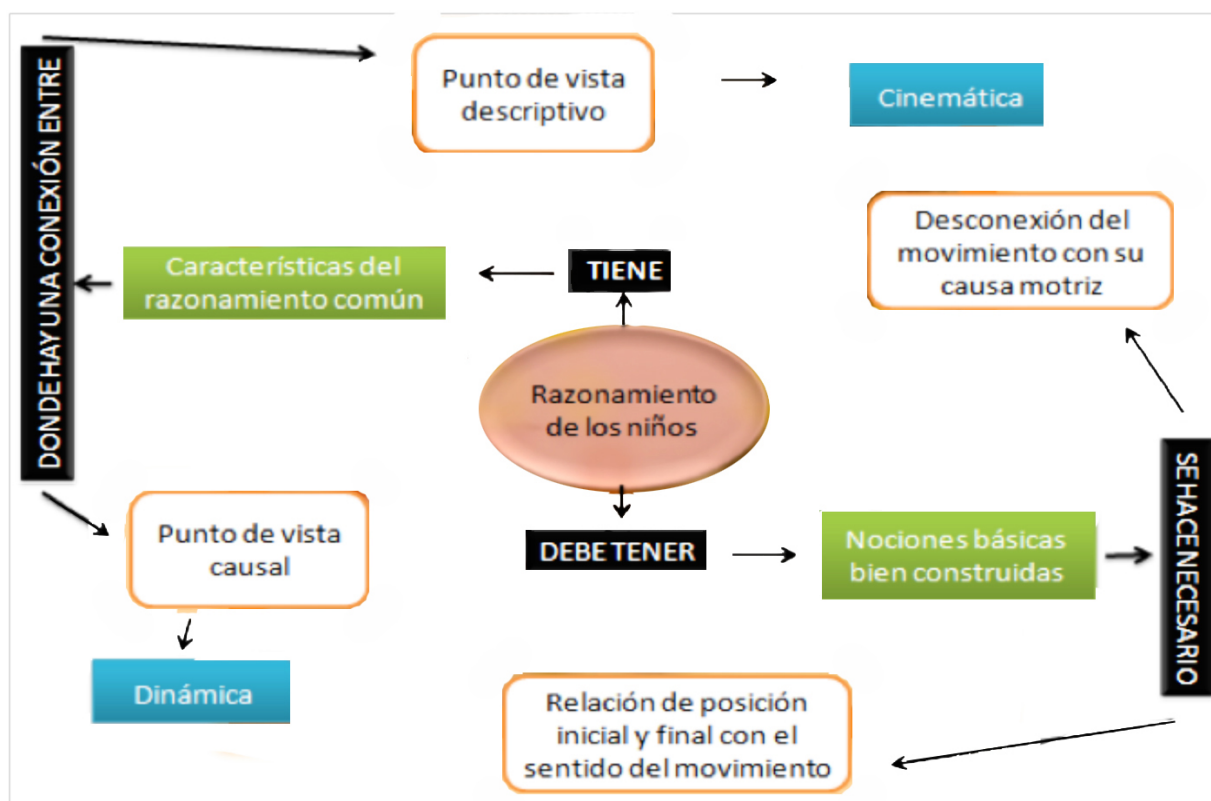 DONDE HAY UNA CONEXIÓN ENTRE
Punto de vista
descriptivo
Cinemática
Desconexión del
movimiento con su
causa motriz
Características del
razonamiento común
TIENE
Razonamiento
de los niños
DEBE TENER
Nociones básicas
bien construidas
SE HACE NECESARIO
Punto de vista
causal
Dinámica
Relación de posición
inicial y final con el
sentido del movimiento